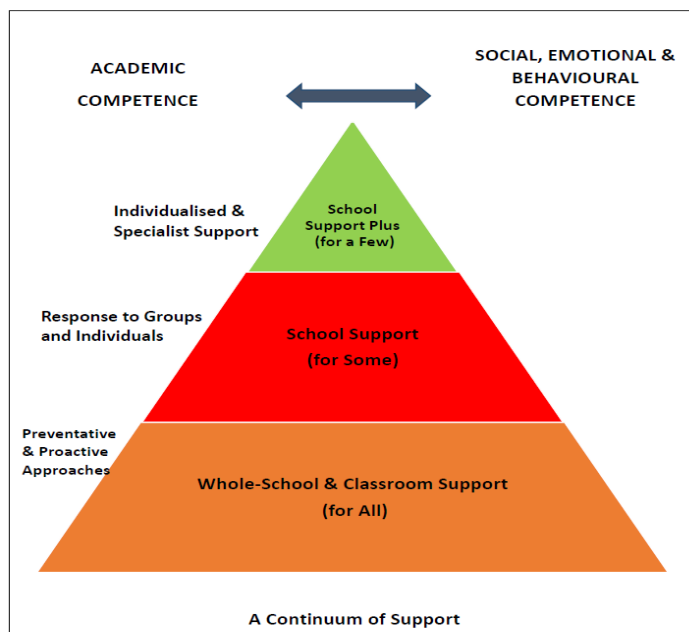 ACADEMIC
COMPETENCE
SOCIAL, EMOTIONAL &
BEHAVIOURAL
COMPETENCE
Individualised &
Specialist Support
School
Support Plus
(for a Few)
Response to Groups
and Individuals
School Support
(for Some)
Preventative
& Proactive
Approaches
Whole-School & Classroom Support
(for All)
A Continuum of Support